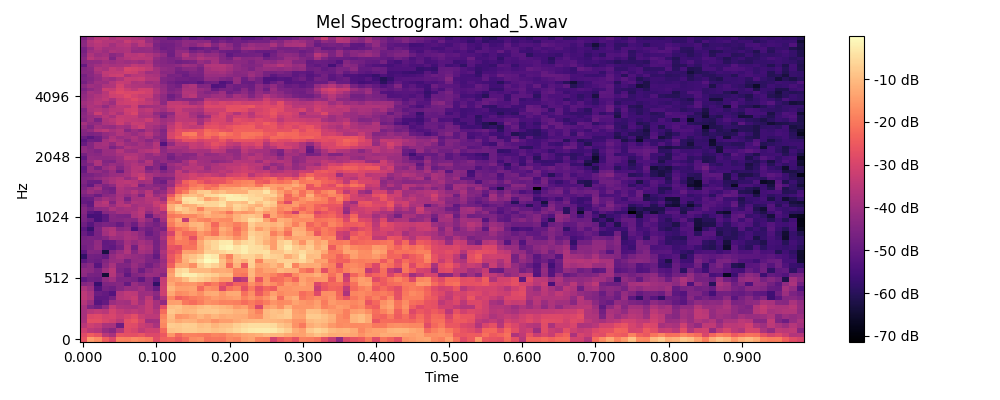 Mel Spectrogram: ohad_5.wav
Hz
4096
2048
1024
512
0
0.000 0.100 0.200 0.300 0.400 0.500 0.600 0.700 0.800 0.900
Time
-10 dB
-20 dB
-30 dB
-40 dB
-50 dB
-60 dB
-70 dB